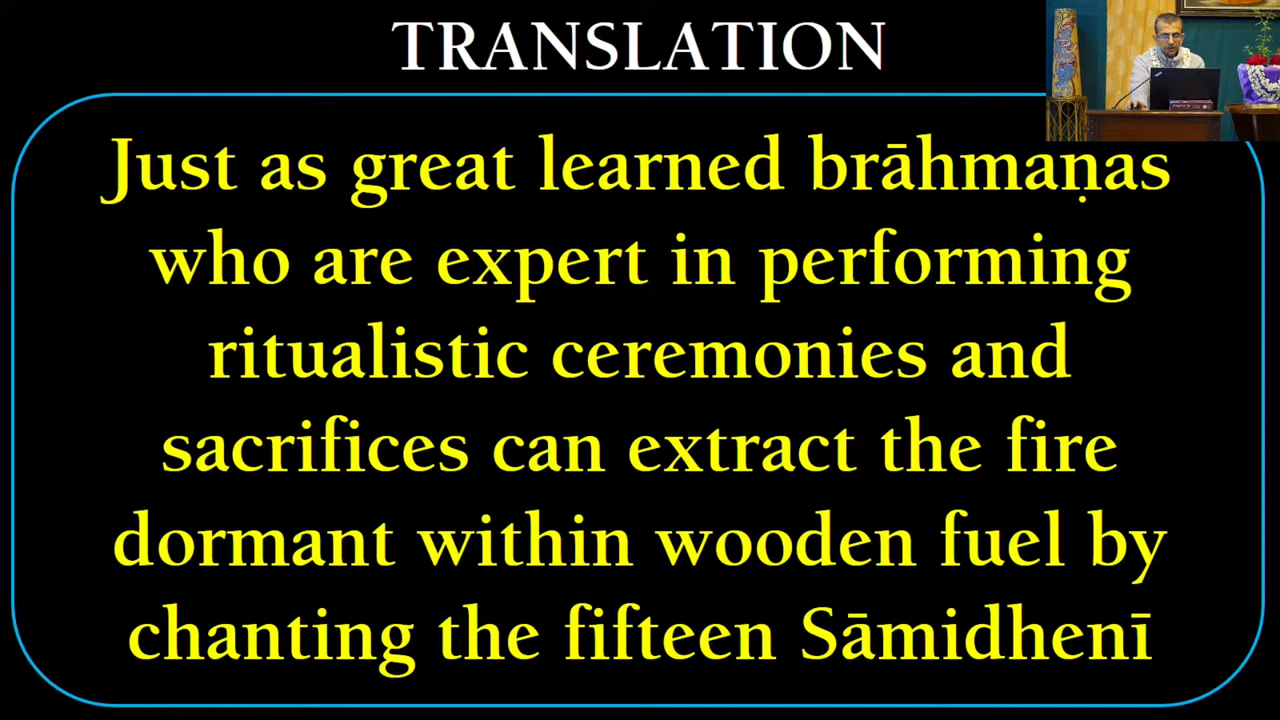 TRANSLATION
Just as great learned brāhmaṇas
who are expert in performing
ritualistic ceremonies and
sacrifices can extract the fire
dormant within wooden fuel by
chanting the fifteen Sāmidhenī